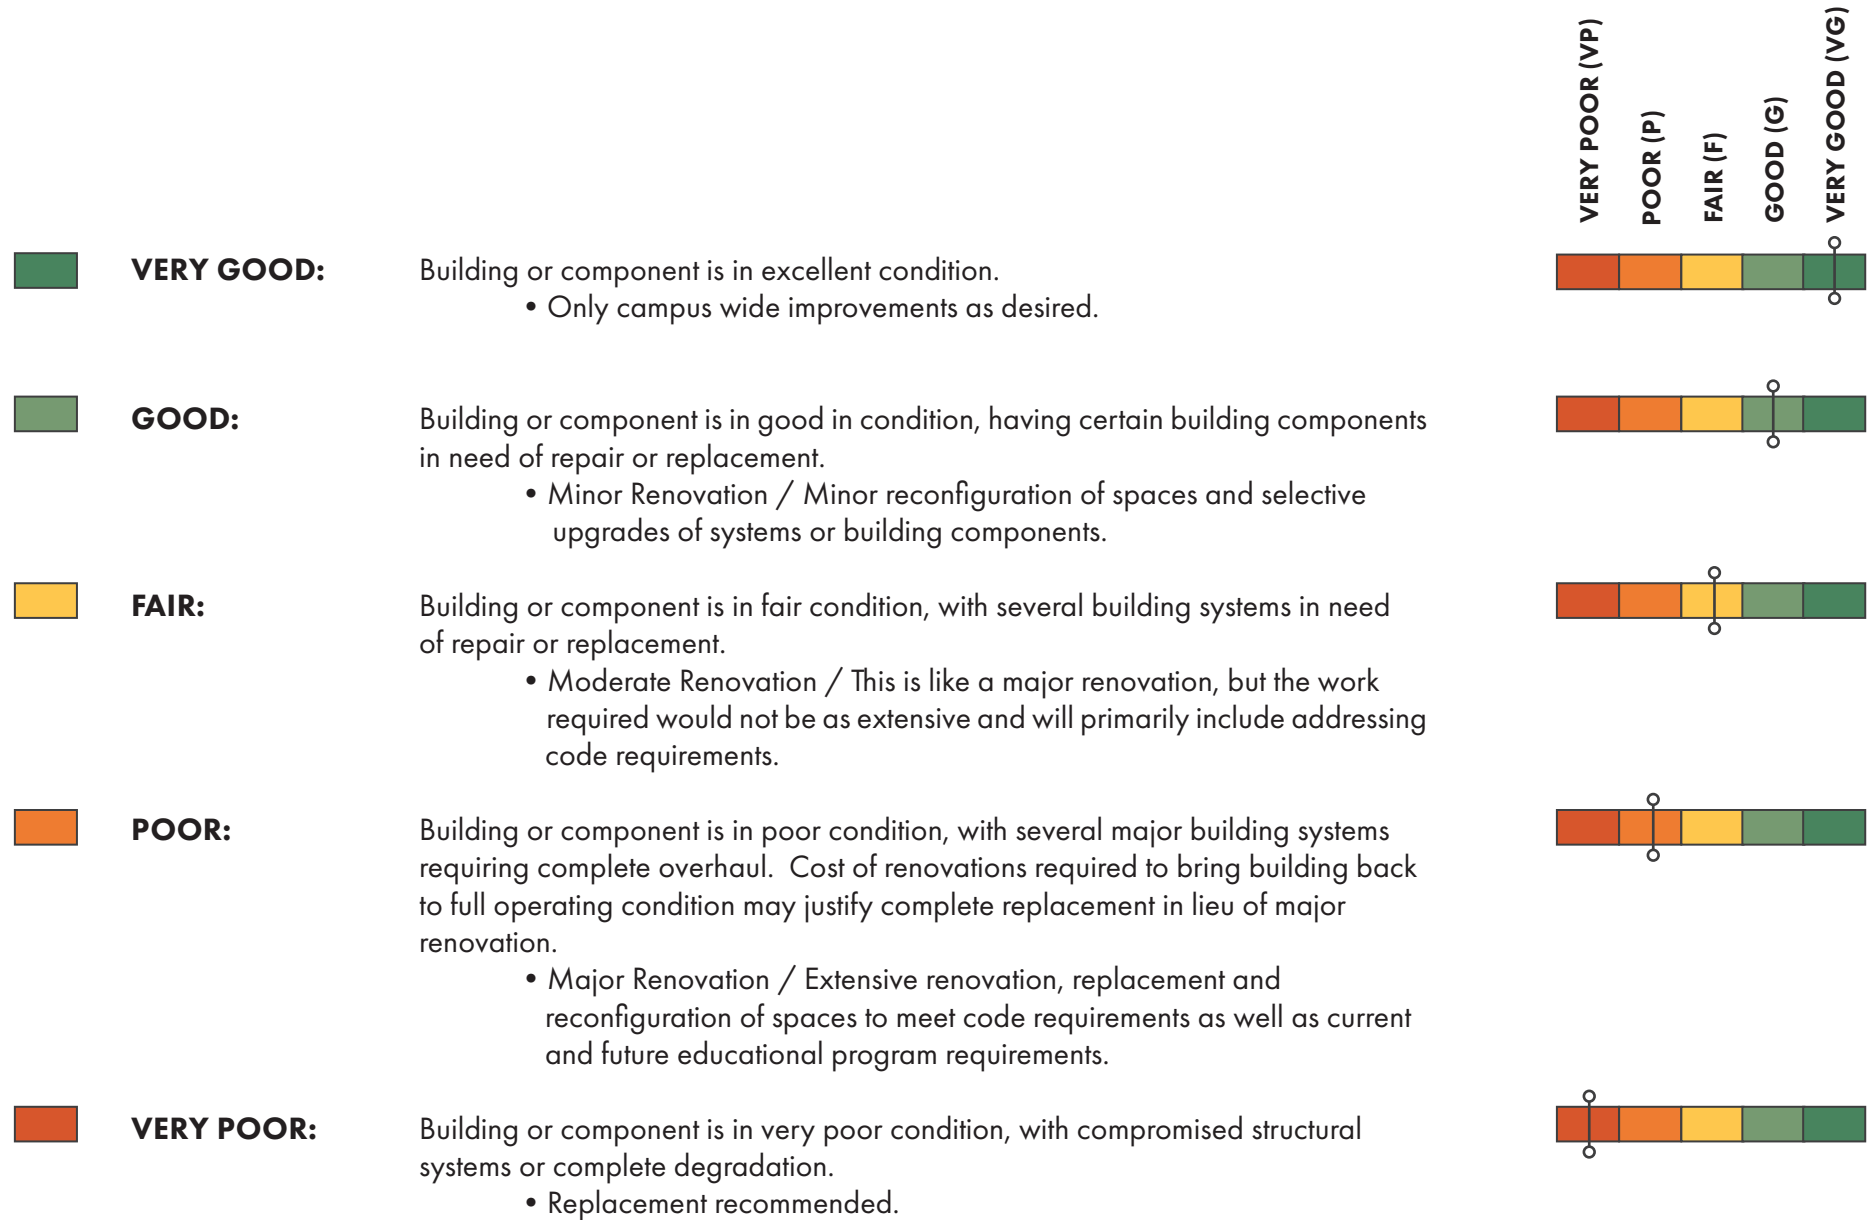 VERY POOR (VP)
POOR (P)
FAIR (F)
GOOD (G)
VERY GOOD (VG)
VERY GOOD:
Building or component is in excellent condition.
• Only campus wide improvements as desired.
GOOD:
Building or component is in good in condition, having certain building components
in need of repair or replacement.
• Minor Renovation / Minor reconfiguration of spaces and selective
upgrades of systems or building components.
FAIR:
Building or component is in fair condition, with several building systems in need
of repair or replacement.
• Moderate Renovation / This is like a major renovation, but the work
required would not be as extensive and will primarily include addressing
code requirements.
POOR:
Building or component is in poor condition, with several major building systems
requiring complete overhaul.  Cost of renovations required to bring building back
to full operating condition may justify complete replacement in lieu of major
renovation.
• Major Renovation / Extensive renovation, replacement and
reconfiguration of spaces to meet code requirements as well as current
and future educational program requirements.
VERY POOR:
Building or component is in very poor condition, with compromised structural
systems or complete degradation.
• Replacement recommended.